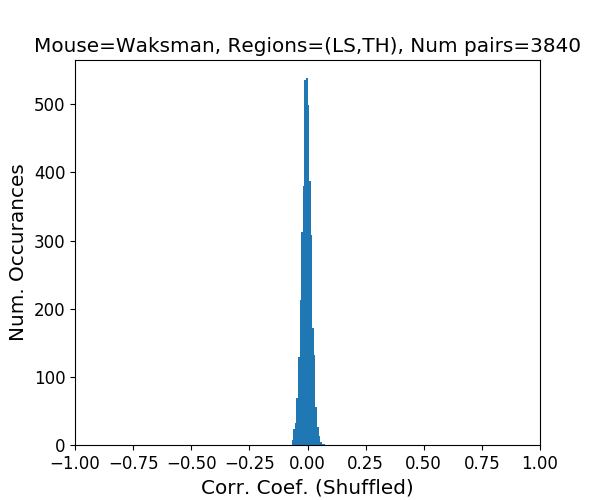 Mouse=Waksman, Regions=(LS,TH), Num pairs=3840
Num. Occurances
500
400
300
200
100
0
−1.00 −0.75 −0.50 −0.25 0.00 0.25 0.50 0.75 1.00
Corr. Coef. (Shuffled)